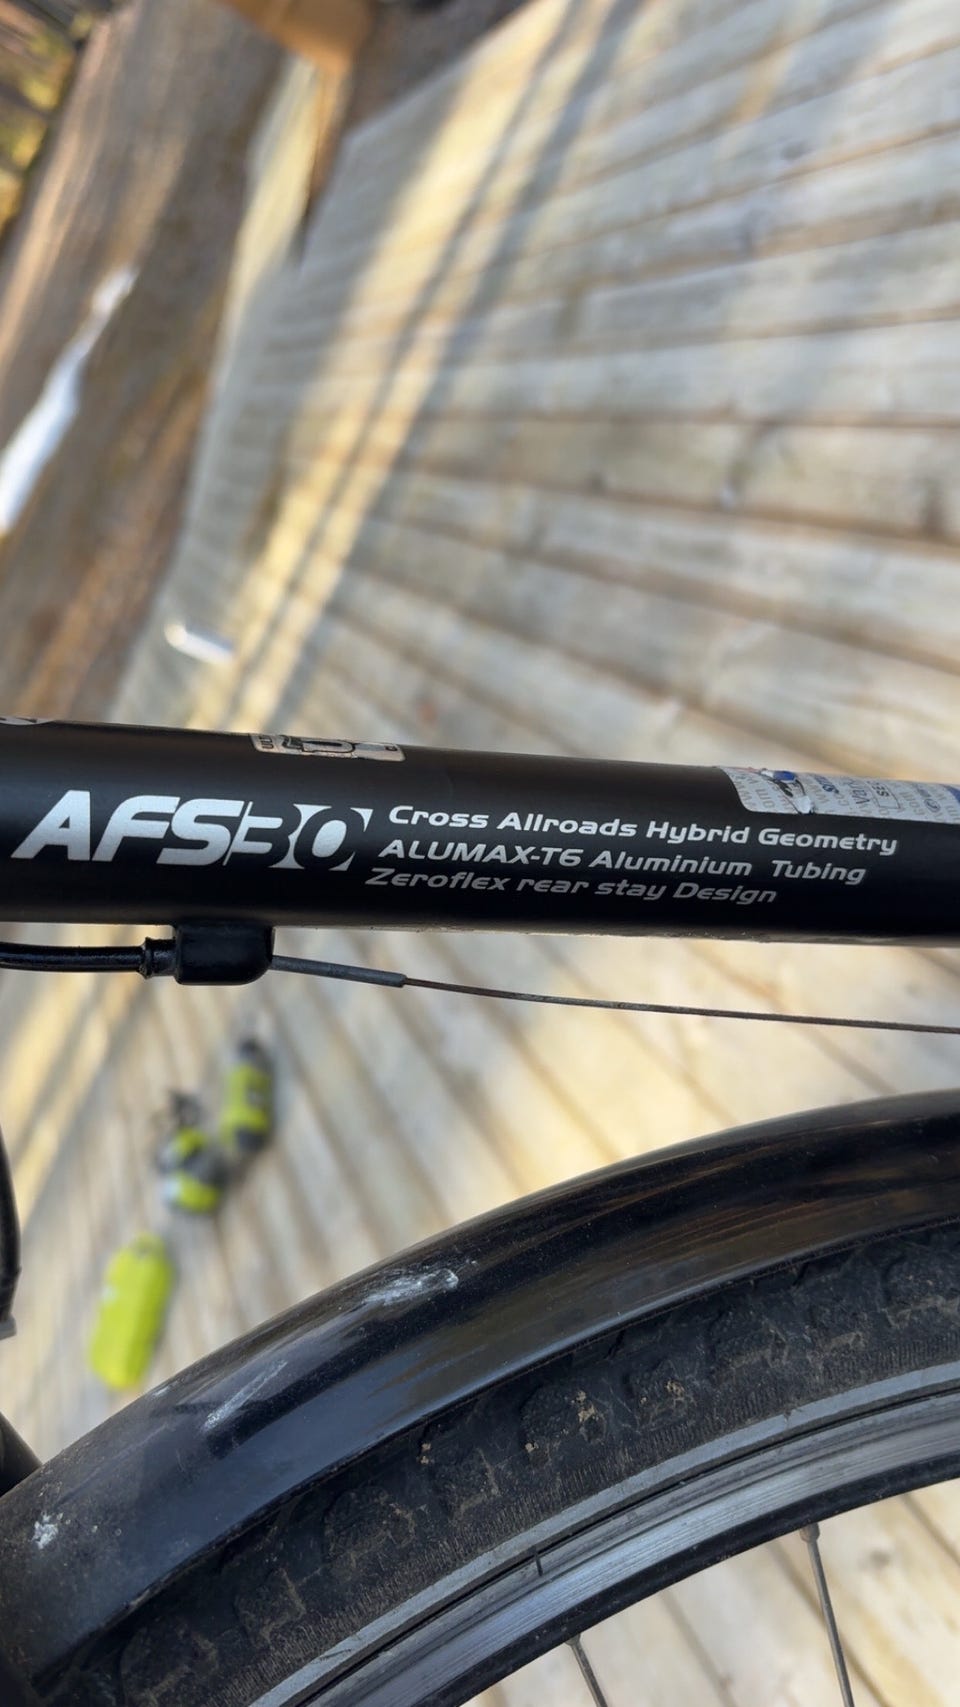 AFS30
Cross Allroads Hybrid Geometry
ALUMAX-T6 Aluminium Tubing
Zeroflex rear stay Design